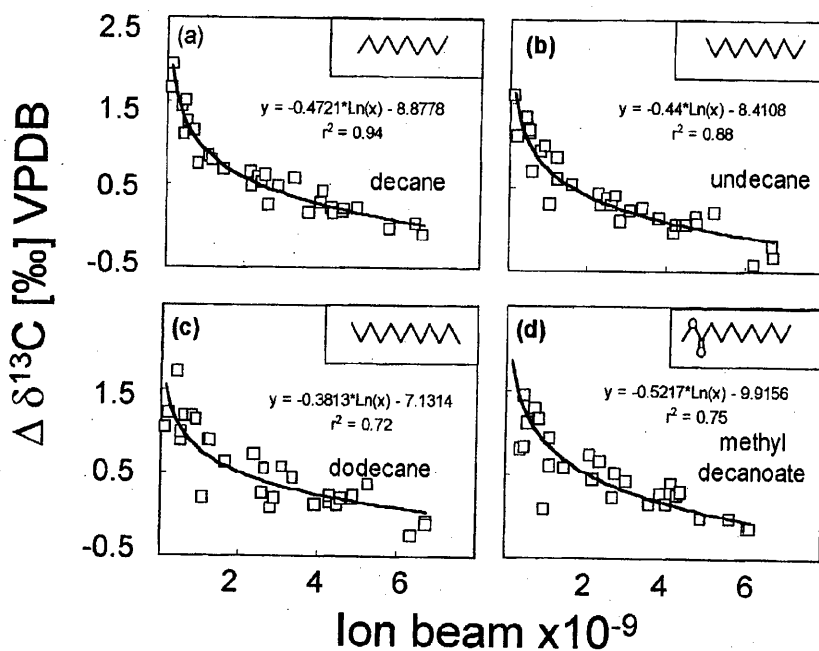 Δ δ¹³C [‰] VPDB
2.5
1.5
0.5
-0.5
(a)
y = -0.4721*Ln(x) - 8.8778
r² = 0.94
decane
(b)
y = -0.44*Ln(x) - 8.4108
r² = 0.88
undecane
1.5
0.5
-0.5
(c)
y = -0.3813*Ln(x) - 7.1314
r² = 0.72
dodecane
(d)
y = -0.5217*Ln(x) - 9.9156
r² = 0.75
methyl
decanoate
2 4 6
2 4 6
Ion beam x10⁻⁹